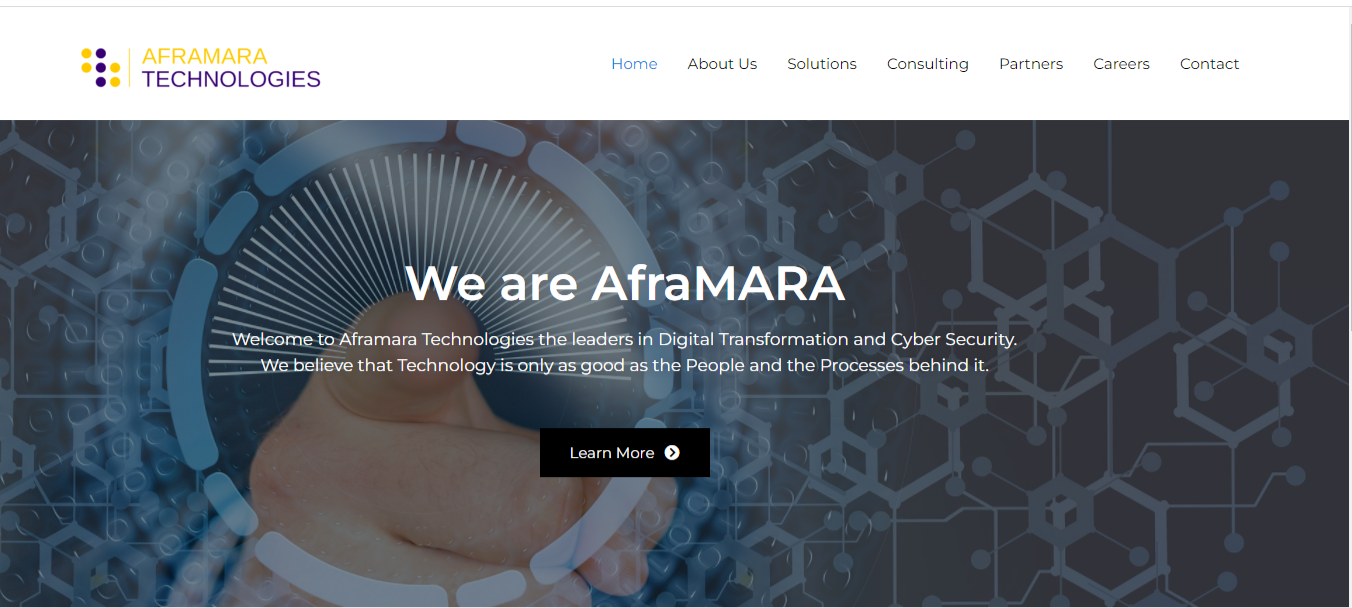 AFRAMARA
TECHNOLOGIES
Home About Us Solutions Consulting Partners Careers Contact
We are AfraMARA
Welcome to Aframara Technologies the leaders in Digital Transformation and Cyber Security.
We believe that Technology is only as good as the People and the Processes behind it.
Learn More